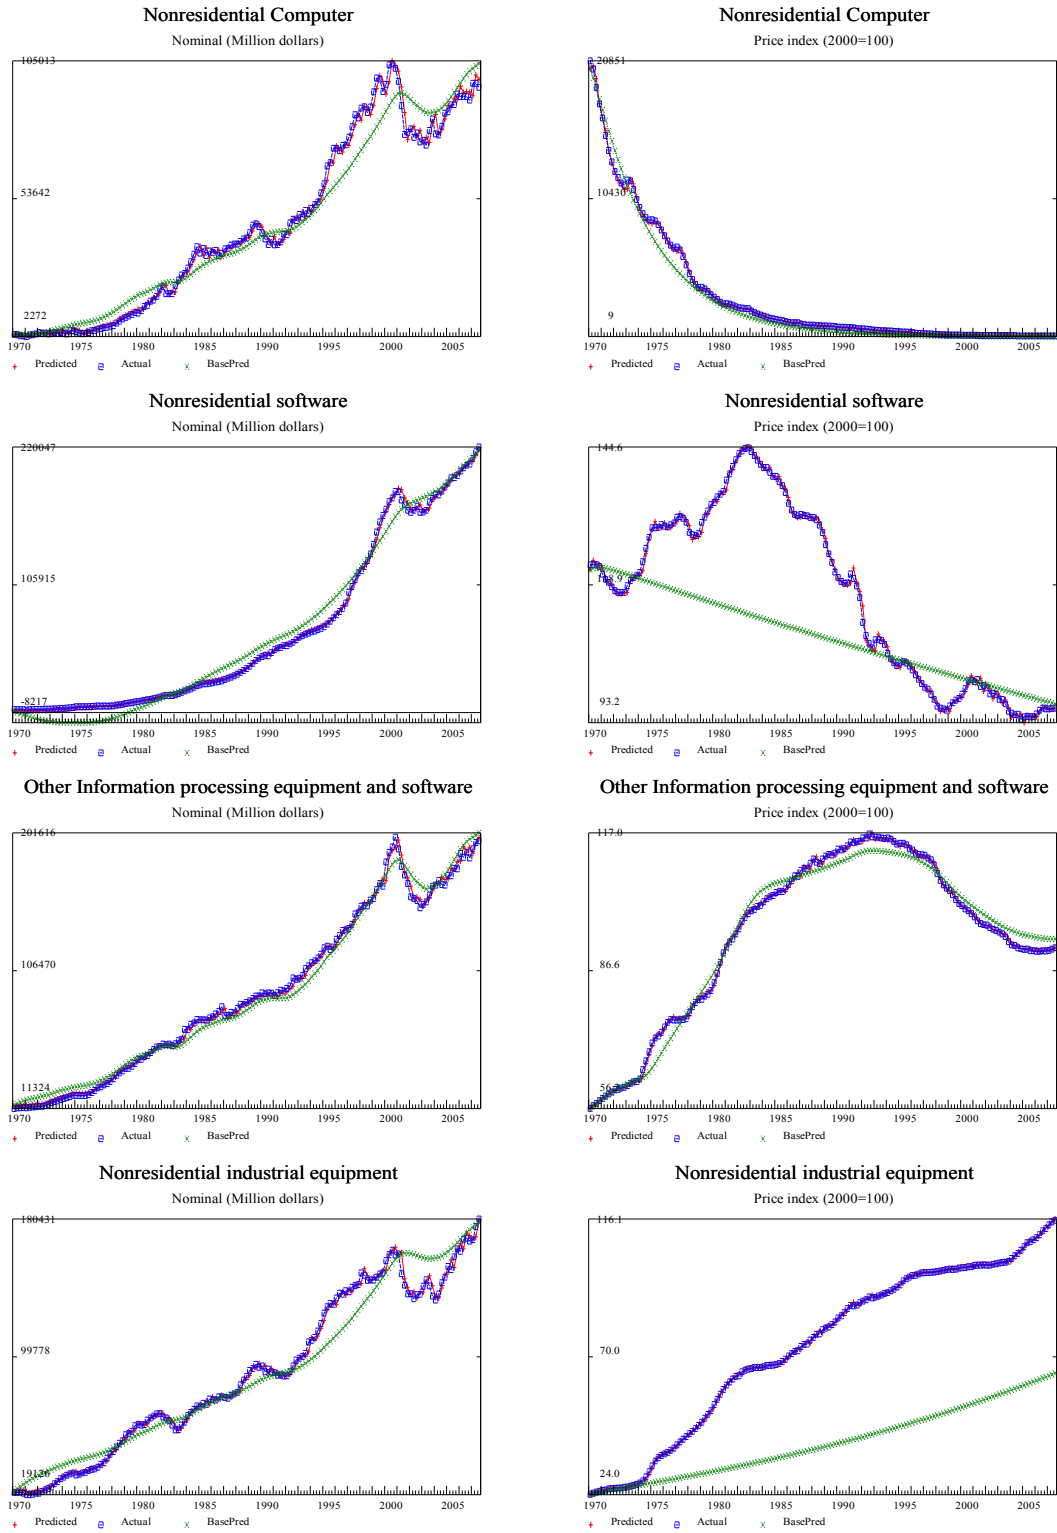 Nonresidential Computer
Nominal (Million dollars)
105013
53642
2272
1970 1975 1980 1985 1990 1995 2000 2005
Predicted Actual BasePred
Nonresidential Computer
Price index (2000=100)
20851
10430
9
1970 1975 1980 1985 1990 1995 2000 2005
Predicted Actual BasePred
Nonresidential software
Nominal (Million dollars)
220047
105915
-8217
1970 1975 1980 1985 1990 1995 2000 2005
Predicted Actual BasePred
Nonresidential software
Price index (2000=100)
144.6
93.2
1970 1975 1980 1985 1990 1995 2000 2005
Predicted Actual BasePred
Other Information processing equipment and software
Nominal (Million dollars)
201616
106470
11324
1970 1975 1980 1985 1990 1995 2000 2005
Predicted Actual BasePred
Other Information processing equipment and software
Price index (2000=100)
117.0
86.6
1970 1975 1980 1985 1990 1995 2000 2005
Predicted Actual BasePred
Nonresidential industrial equipment
Nominal (Million dollars)
180431
99778
19126
1970 1975 1980 1985 1990 1995 2000 2005
Predicted Actual BasePred
Nonresidential industrial equipment
Price index (2000=100)
116.1
70.0
24.0
1970 1975 1980 1985 1990 1995 2000 2005
Predicted Actual BasePred